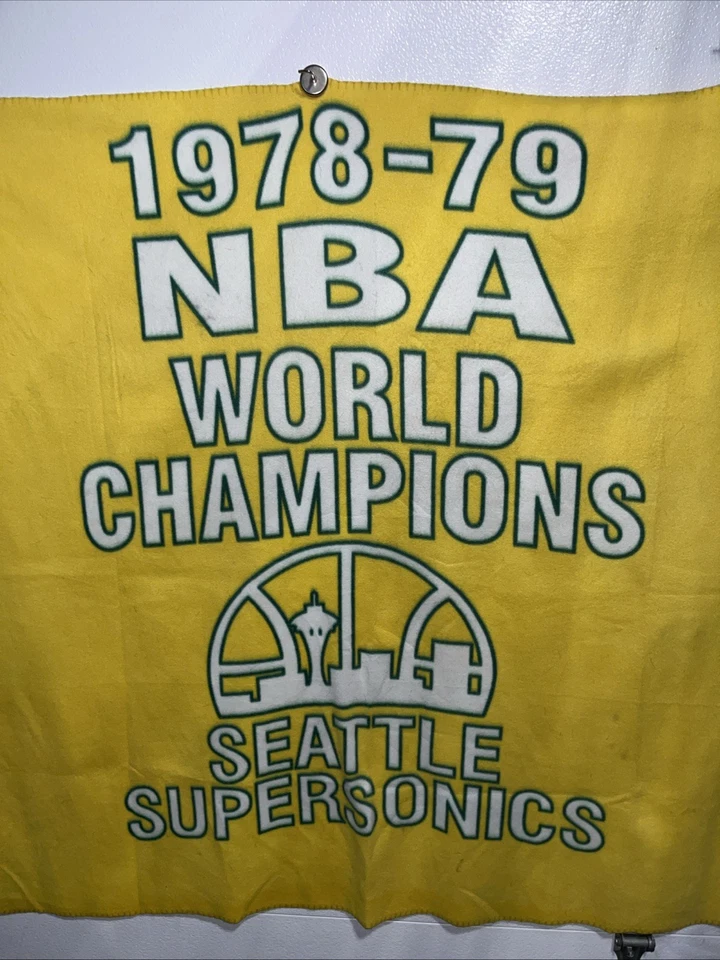 1978-79
NBA
WORLD
CHAMPIONS
SEATTLE
SUPERSONICS